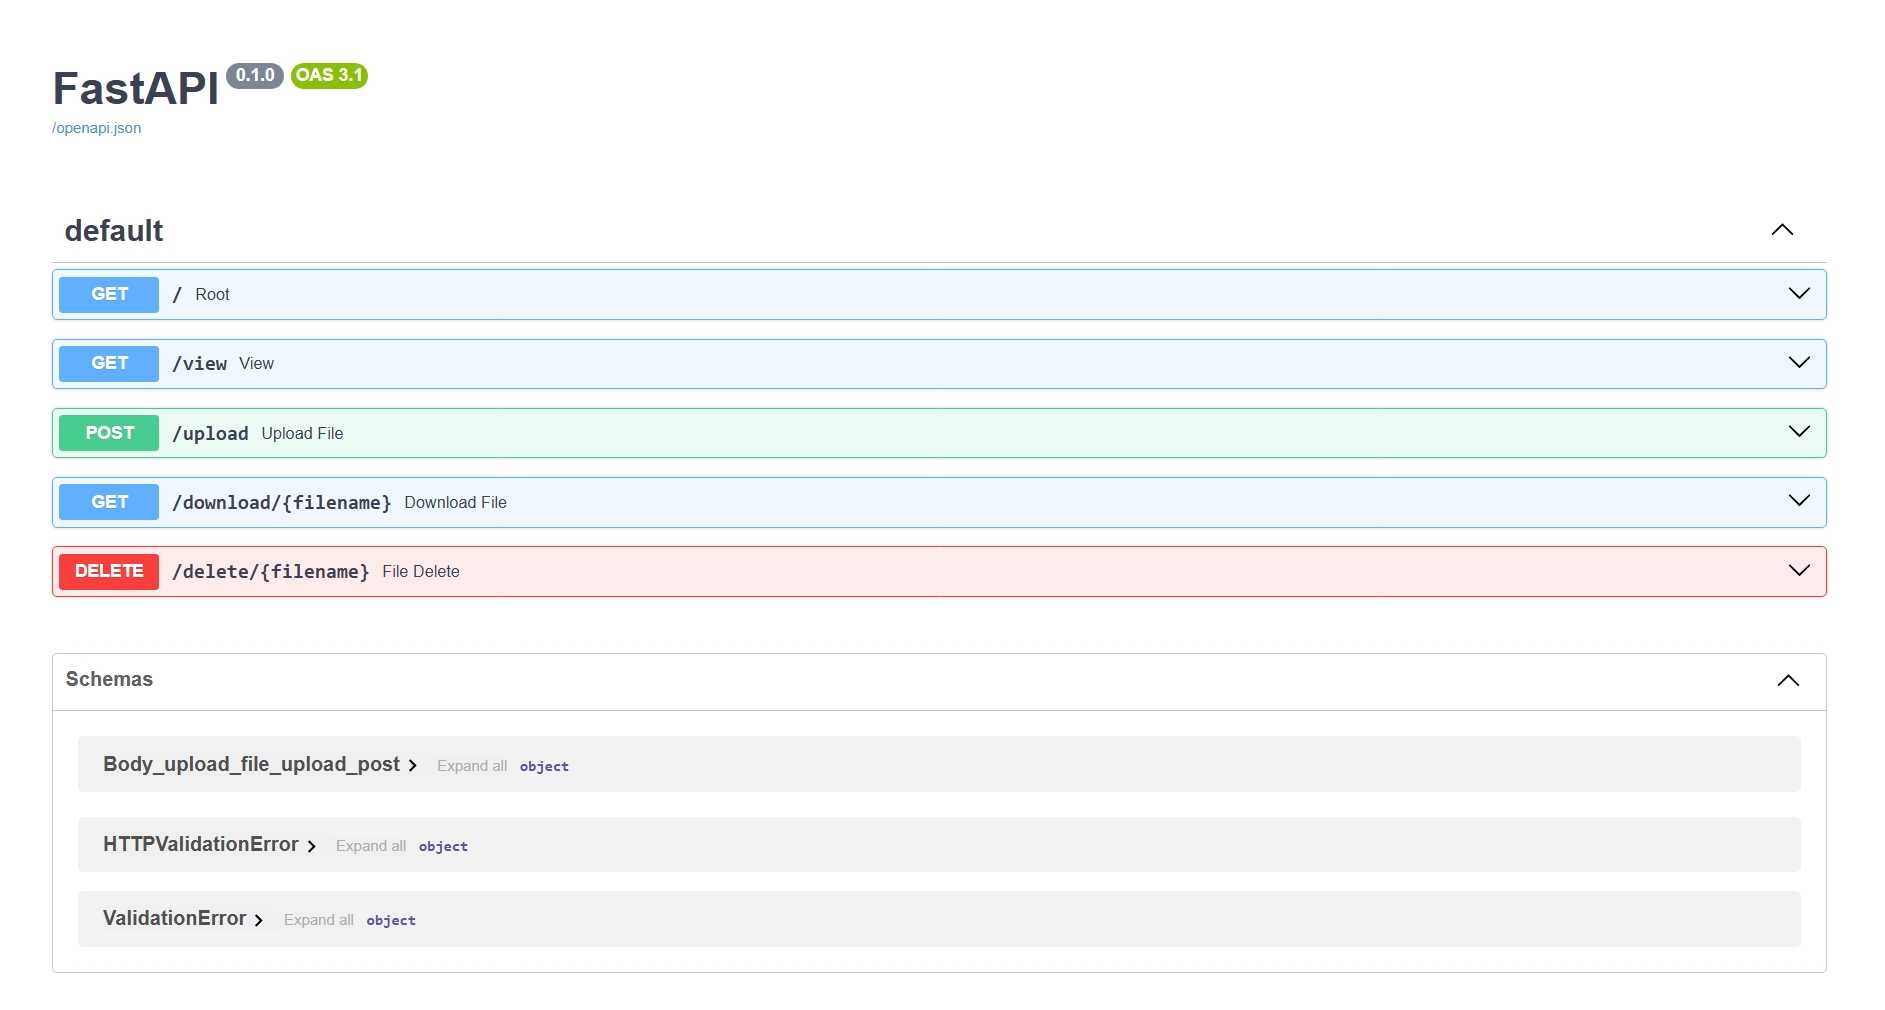 FastAPI 0.1.0 OAS 3.1
/openapi.json
default
GET / Root
GET /view View
POST /upload Upload File
GET /download/{filename} Download File
DELETE /delete/{filename} File Delete
Schemas
Body_upload_file_upload_post Expand all object
HTTPValidationError Expand all object
ValidationError Expand all object